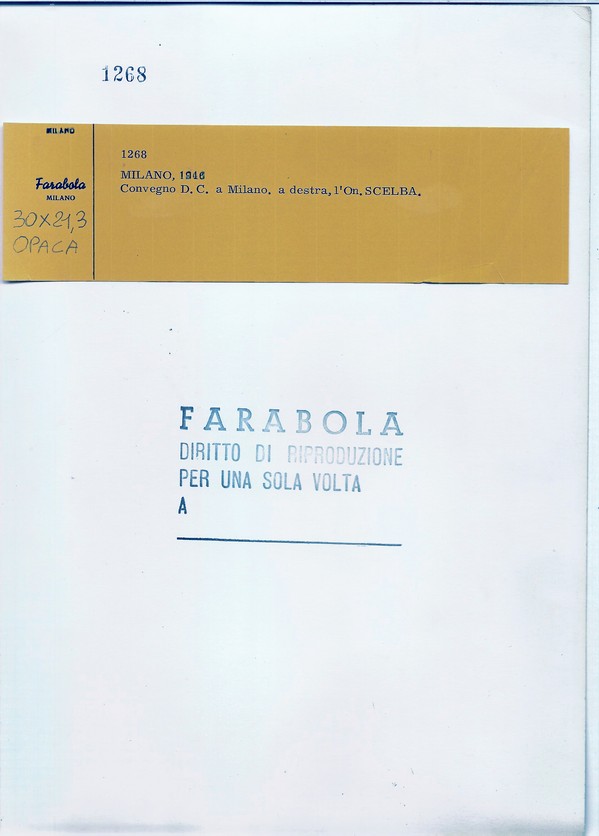 1268
MILANO
Farabola
MILANO
30x21,3
OPACA
1268
MILANO, 1946
Convegno D. C. a Milano. a destra, l'On. SCELBA.
FARABOLA
DIRITTO DI RIPRODUZIONE
PER UNA SOLA VOLTA
A